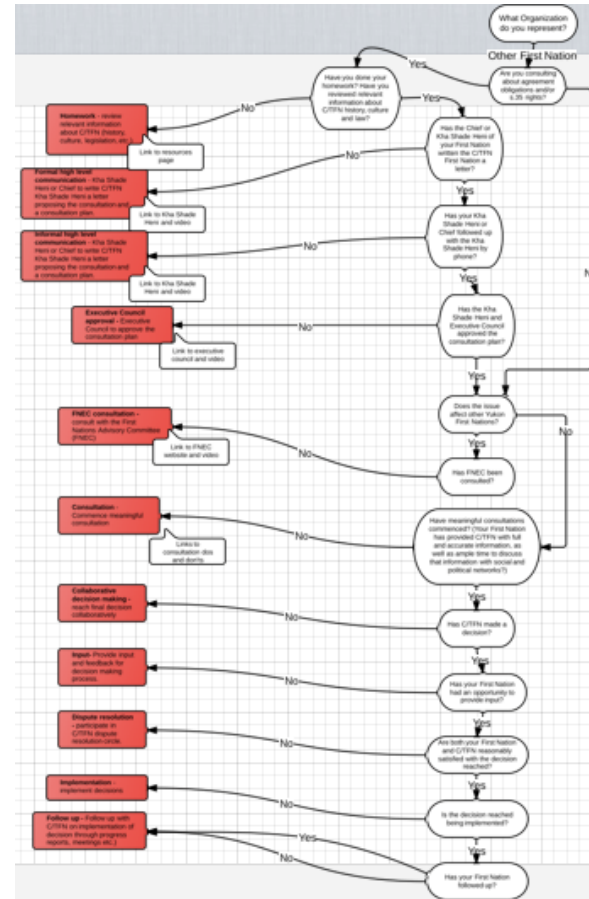 What Organization
do you represent?
Other First Nation
Yes
Are you consulting
about agreement
obligations and/or
s.35 rights?
Have you done your
homework? Have you
reviewed relevant
information about
C/TFN history, culture
and law?
No
Yes
Homework - review
relevant information
about C/TFN (history,
culture, legislation, etc.)
Link to resources
page
Has the Chief or
Kha Shade Heni of
your First Nation
written the C/TFN
First Nation a
letter?
No
Yes
Formal high level
communication - Kha Shade
Heni or Chief to write C/TFN
Kha Shade Heni a letter
proposing the consultation and
a consultation plan.
Link to Kha Shade
Heni and video
Has your Kha
Shade Heni
or Chief followed up
with the Kha
Shade Heni by
phone?
No
Yes
Informal high level
communication - Kha Shade
Heni or Chief to write C/TFN
Kha Shade Heni a letter
proposing the consultation and
a consultation plan.
Link to Kha Shade
Heni and video
Has the Kha
Shade Heni and
Executive Council
approved the
consultation plan?
No
Yes
Executive Council
approval - Executive
Council to approve the
consultation plan
Link to executive
council and video
Does the issue
affect other Yukon
First Nations?
No
Yes
FNEC consultation -
consult with the First
Nations Advisory Committee
(FNEC)
Link to FNEC
website and video
Has FNEC been
consulted?
No
Consultation -
Commence meaningful
consultation
Links to
consultation dos
and don'ts
Have meaningful consultations
commenced? (Your First Nation
has provided C/TFN with full
and accurate information, as
well as ample time to discuss
that information with social and
political networks?)
No
Yes
Collaborative
decision making -
reach final decision
collaboratively
Has C/TFN made a
decision?
No
Yes
Input- Provide input
and feedback for
decision making
process.
Has your First Nation
had an opportunity to
provide input?
No
Yes
Dispute resolution
- participate in
C/TFN dispute
resolution circle.
Are both your First Nation
and C/TFN reasonably
satisfied with the decision
reached?
No
Yes
Implementation -
implement decisions
Is the decision reached
being implemented?
No
Yes
Follow up - Follow up with
C/TFN on-implementation of
decision through progress
reports, meetings etc.)
Has your First Nation
followed up?
Yes
No